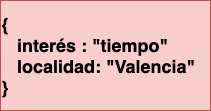 {
interés : "tiempo"
localidad: "Valencia"
}